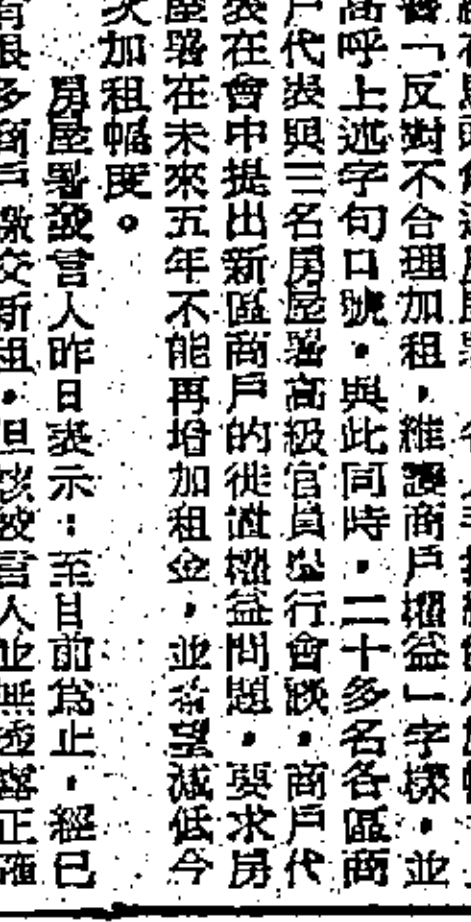 書「反對不合理加租，維護商戶權益」字樣，並
高呼上述字句口號。與此同時，二十多名各區商
戶代表與三名房屋署高級官員舉行會談。商戶代
表在會中提出新區商戶的徙置權益問題，要求房
屋署在未來五年不能再增加租金，並希望減低今
次加租幅度。
房屋署發言人昨日表示：至目前為止，經已
有很多商戶繳交新租，但該發言人並無透露正確